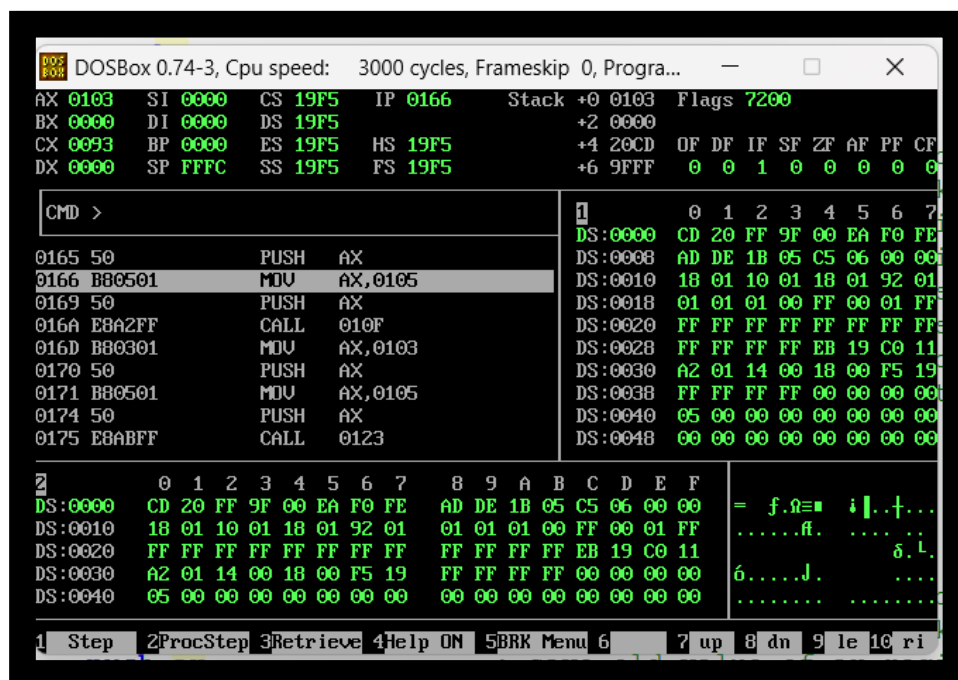 DOSBox 0.74-3, Cpu speed: 3000 cycles, Frameskip 0, Progra...
AX 0103 SI 0000 CS 19F5 IP 0166 Stack +0 0103 Flags 7200
BX 0000 DI 0000 DS 19F5 +2 0000
CX 0093 BP 0000 ES 19F5 HS 19F5 +4 20CD OF DF IF SF ZF AF PF CF
DX 0000 SP FFFC SS 19F5 FS 19F5 +6 9FFF 0 0 1 0 0 0 0 0
CMD >
0165 50 PUSH AX
0166 B80501 MOV AX,0105
0169 50 PUSH AX
016A E8A2FF CALL 010F
016D B80301 MOV AX,0103
0170 50 PUSH AX
0171 B80501 MOV AX,0105
0174 50 PUSH AX
0175 E8ABFF CALL 0123
1 0 1 2 3 4 5 6 7
DS:0000 CD 20 FF 9F 00 EA F0 FE
DS:0008 AD DE 1B 05 C5 06 00 00
DS:0010 18 01 10 01 18 01 92 01
DS:0018 01 01 01 00 FF 00 01 FF
DS:0020 FF FF FF FF FF FF FF FF
DS:0028 FF FF FF FF EB 19 C0 11
DS:0030 A2 01 14 00 18 00 F5 19
DS:0038 FF FF FF FF 00 00 00 00
DS:0040 05 00 00 00 00 00 00 00
DS:0048 00 00 00 00 00 00 00 00
2 0 1 2 3 4 5 6 7 8 9 A B C D E F
DS:0000 CD 20 FF 9F 00 EA F0 FE AD DE 1B 05 C5 06 00 00 = ƒ.Ω≡■ ¡▐..┼...
DS:0010 18 01 10 01 18 01 92 01 01 01 01 00 FF 00 01 FF ......Æ. .... ..
DS:0020 FF FF FF FF FF FF FF FF FF FF FF FF EB 19 C0 11 δ.└.
DS:0030 A2 01 14 00 18 00 F5 19 FF FF FF FF 00 00 00 00 ó.....⌡. ....
DS:0040 05 00 00 00 00 00 00 00 00 00 00 00 00 00 00 00 ........ ........
1 Step 2ProcStep 3Retrieve 4Help ON 5BRK Menu 6 7 up 8 dn 9 le 10 ri